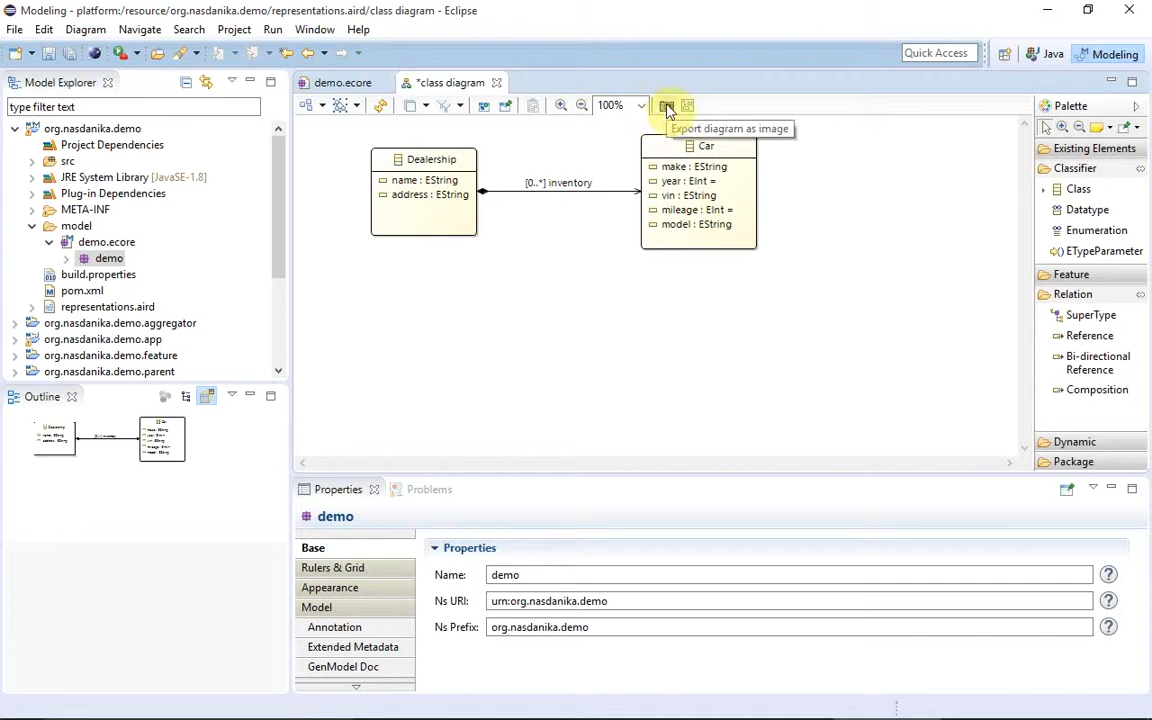 Modeling - platform:/resource/org.nasdanika.demo/representations.aird/class diagram - Eclipse
File Edit Diagram Navigate Search Project Run Window Help
Quick Access
Java
Modeling
Model Explorer
type filter text
org.nasdanika.demo
Project Dependencies
src
JRE System Library [JavaSE-1.8]
Plug-in Dependencies
META-INF
model
demo.ecore
demo
build.properties
pom.xml
representations.aird
org.nasdanika.demo.aggregator
org.nasdanika.demo.app
org.nasdanika.demo.feature
org.nasdanika.demo.parent
Outline
demo.ecore
*class diagram
100%
Export diagram as image
Dealership
name : EString
address : EString
[0..*] inventory
Car
make : EString
year : EInt =
vin : EString
mileage : EInt =
model : EString
Palette
Existing Elements
Classifier
Class
Datatype
Enumeration
ETypeParameter
Feature
Relation
SuperType
Reference
Bi-directional
Reference
Composition
Dynamic
Package
Properties
Problems
demo
Base
Rulers & Grid
Appearance
Model
Annotation
Extended Metadata
GenModel Doc
Properties
Name: demo
Ns URI: urn:org.nasdanika.demo
Ns Prefix: org.nasdanika.demo